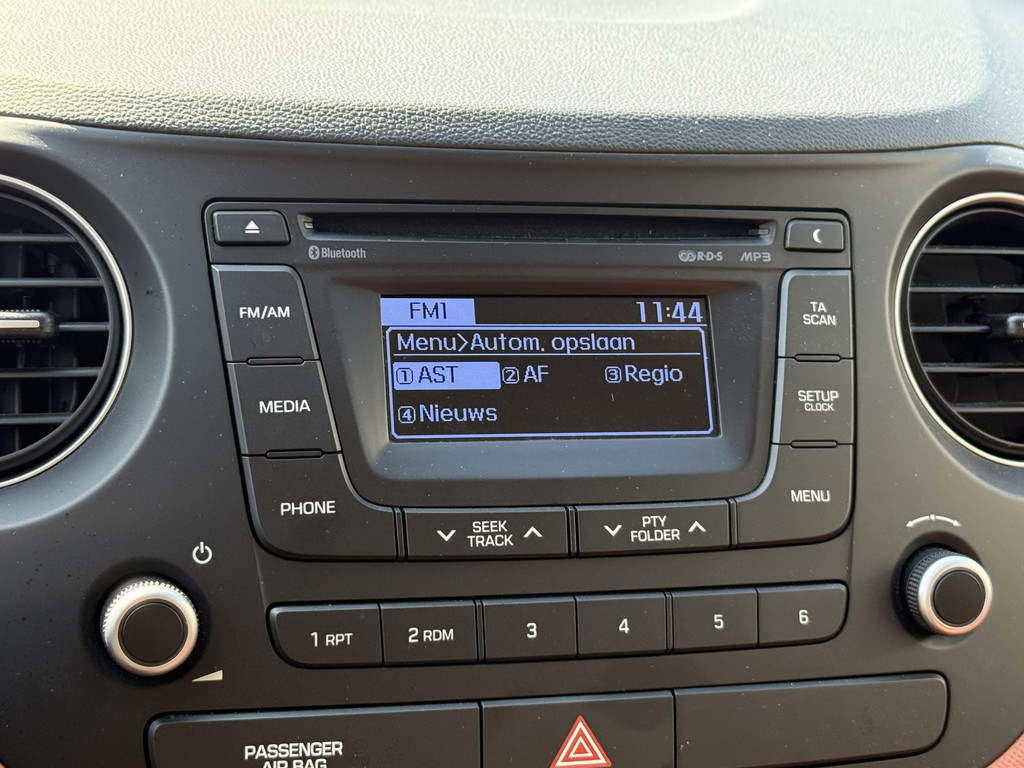 Bluetooth
R·D·S
MP3
FM/AM
FM1
11:44
TA
SCAN
Menu>Autom. opslaan
1 AST
2 AF
3 Regio
4 Nieuws
MEDIA
SETUP
CLOCK
PHONE
SEEK
TRACK
PTY
FOLDER
MENU
1 RPT
2 RDM
3
4
5
6
PASSENGER
AIR BAG